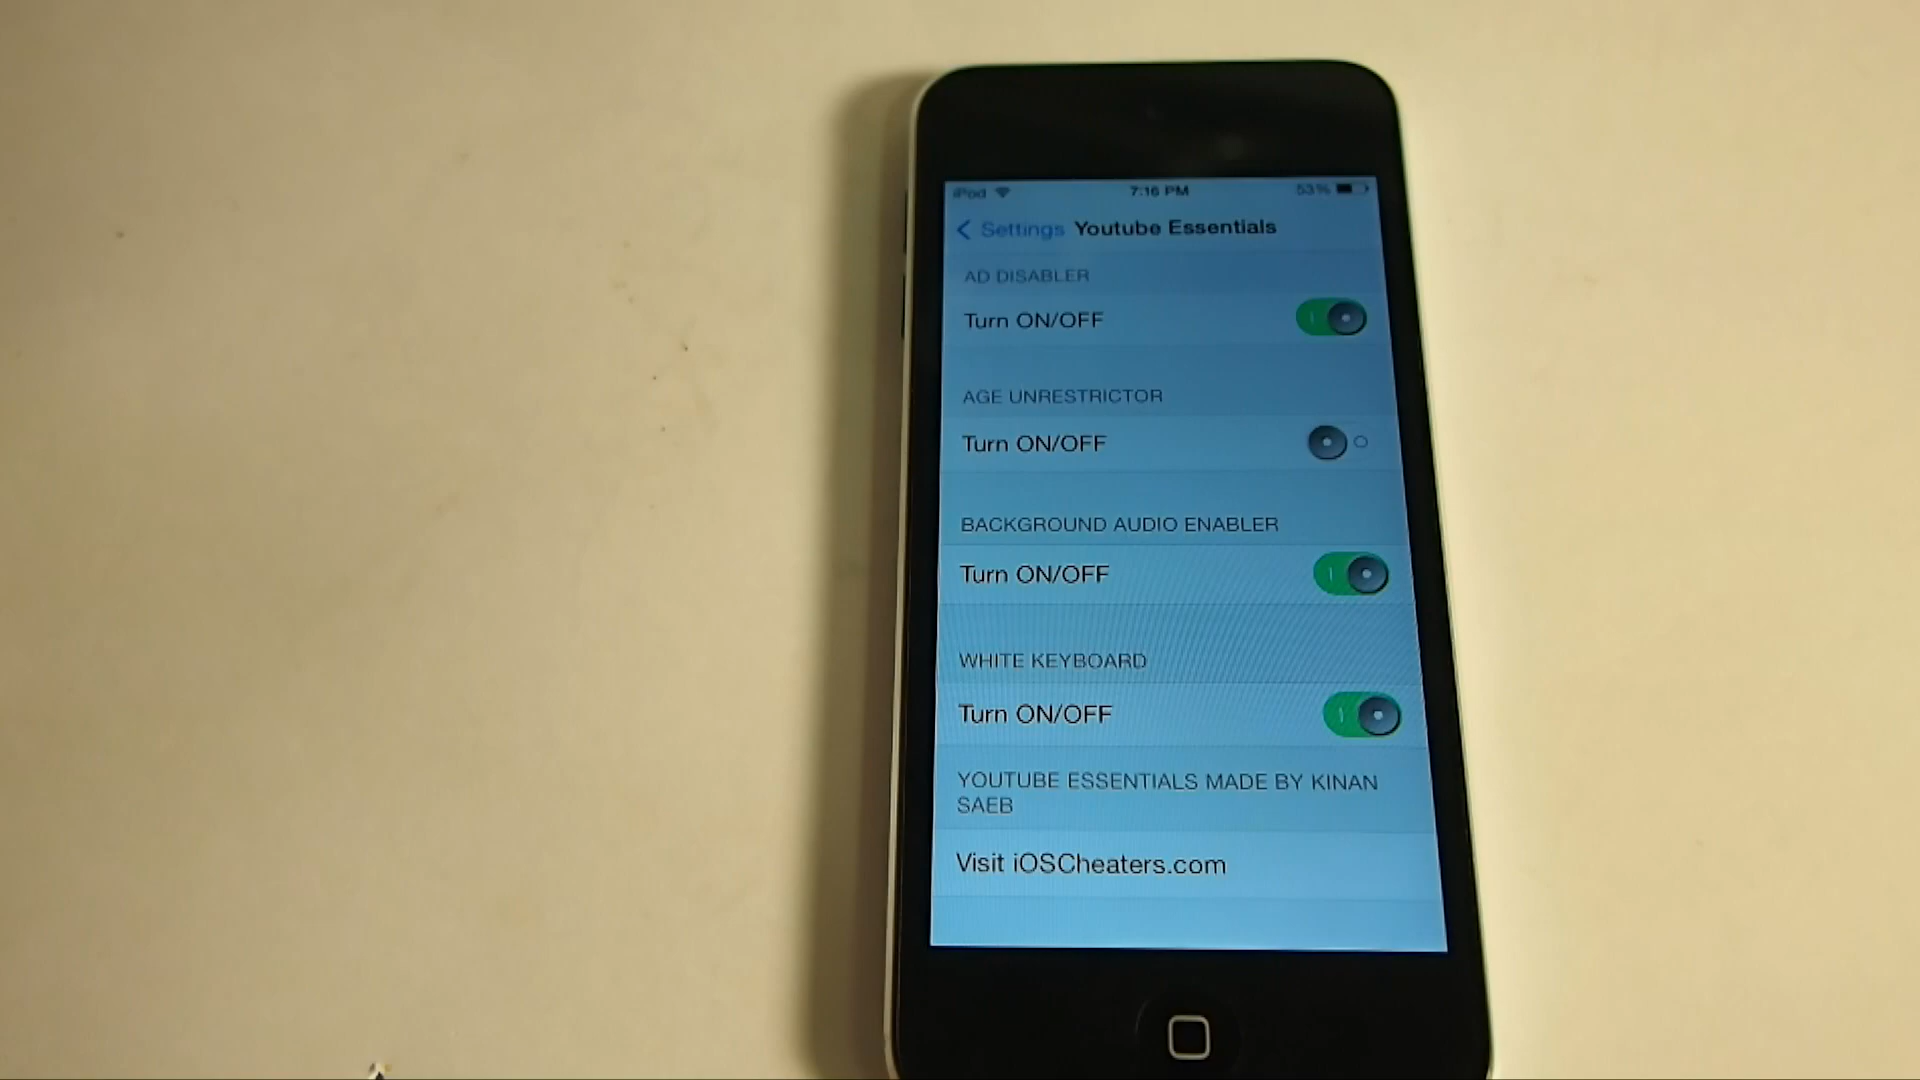 iPod 7:16 PM 53%
Settings Youtube Essentials
AD DISABLER
Turn ON/OFF
AGE UNRESTRICTOR
Turn ON/OFF
BACKGROUND AUDIO ENABLER
Turn ON/OFF
WHITE KEYBOARD
Turn ON/OFF
YOUTUBE ESSENTIALS MADE BY KINAN
SAEB
Visit iOSCheaters.com